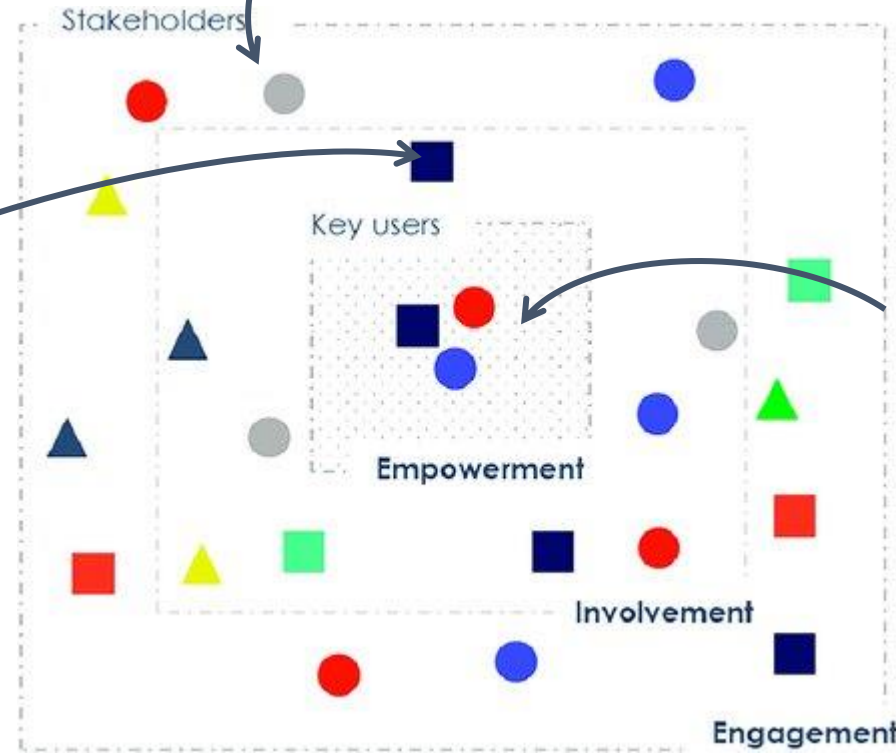 Stakeholders
Key users
Empowerment
Involvement
Engagement